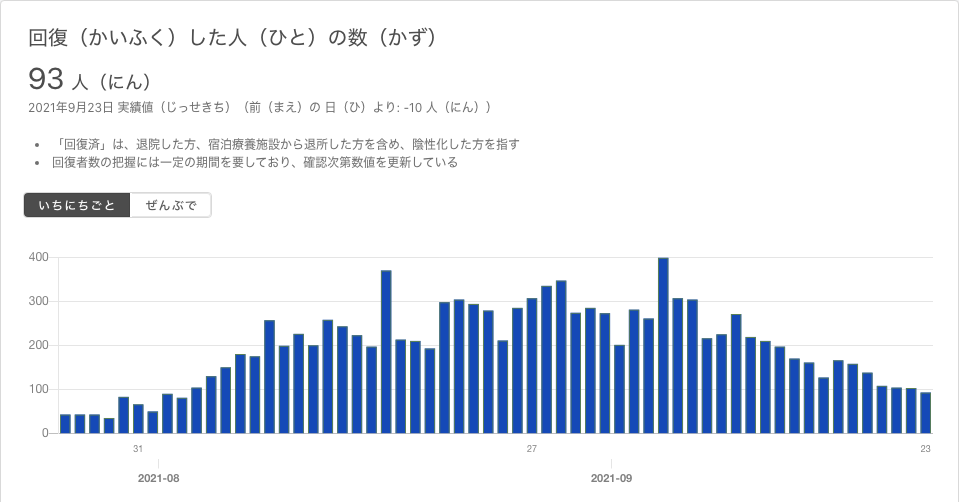 回復（かいふく）した人（ひと）の数（かず）
93 人（にん）
2021年9月23日 実績値（じっせきち）（前（まえ）の 日（ひ）より: -10 人（にん））
• 「回復済」は、退院した方、宿泊療養施設から退所した方を含め、陰性化した方を指す
• 回復者数の把握には一定の期間を要しており、確認次第数値を更新している
いちにちごと ぜんぶで
400
300
200
100
0
31 27 23
2021-08 2021-09